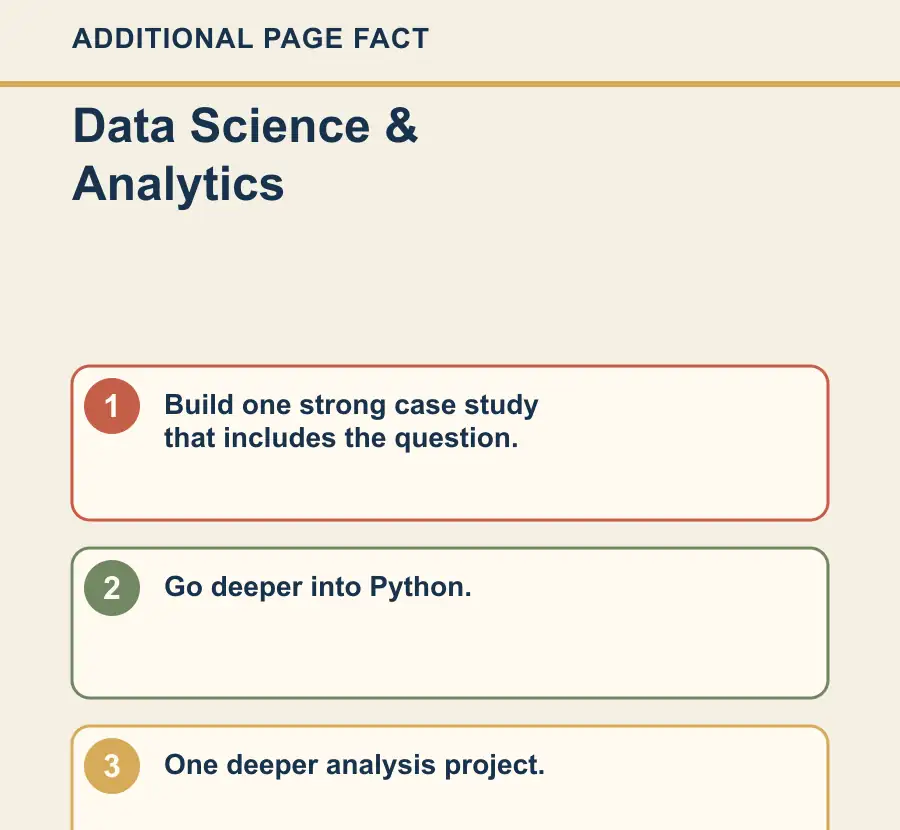 ADDITIONAL PAGE FACT
Data Science &
Analytics
1
Build one strong case study
that includes the question.
2
Go deeper into Python.
3
One deeper analysis project.